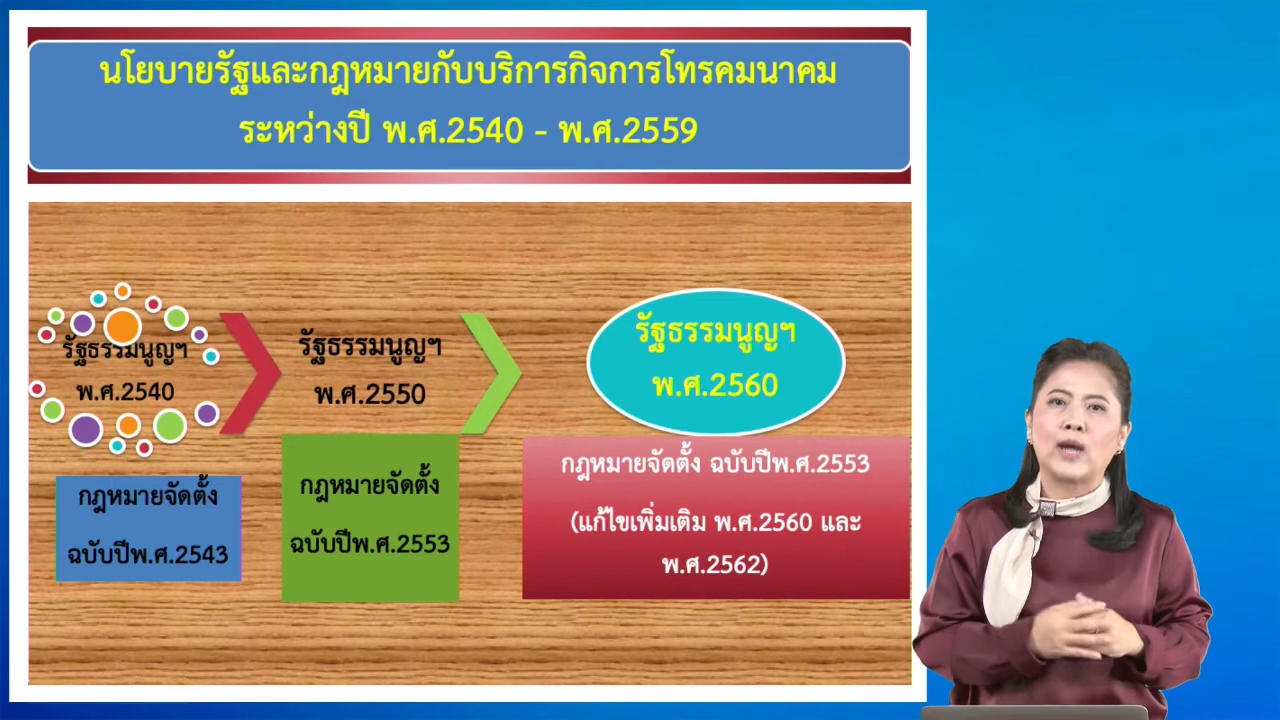 นโยบายรัฐและกฎหมายกับบริการกิจการโทรคมนาคม
ระหว่างปี พ.ศ.2540 - พ.ศ.2559
รัฐธรรมนูญฯ
พ.ศ.2540
กฎหมายจัดตั้ง
ฉบับปีพ.ศ.2543
รัฐธรรมนูญฯ
พ.ศ.2550
กฎหมายจัดตั้ง
ฉบับปีพ.ศ.2553
รัฐธรรมนูญฯ
พ.ศ.2560
กฎหมายจัดตั้ง ฉบับปีพ.ศ.2553
(แก้ไขเพิ่มเติม พ.ศ.2560 และ
พ.ศ.2562)